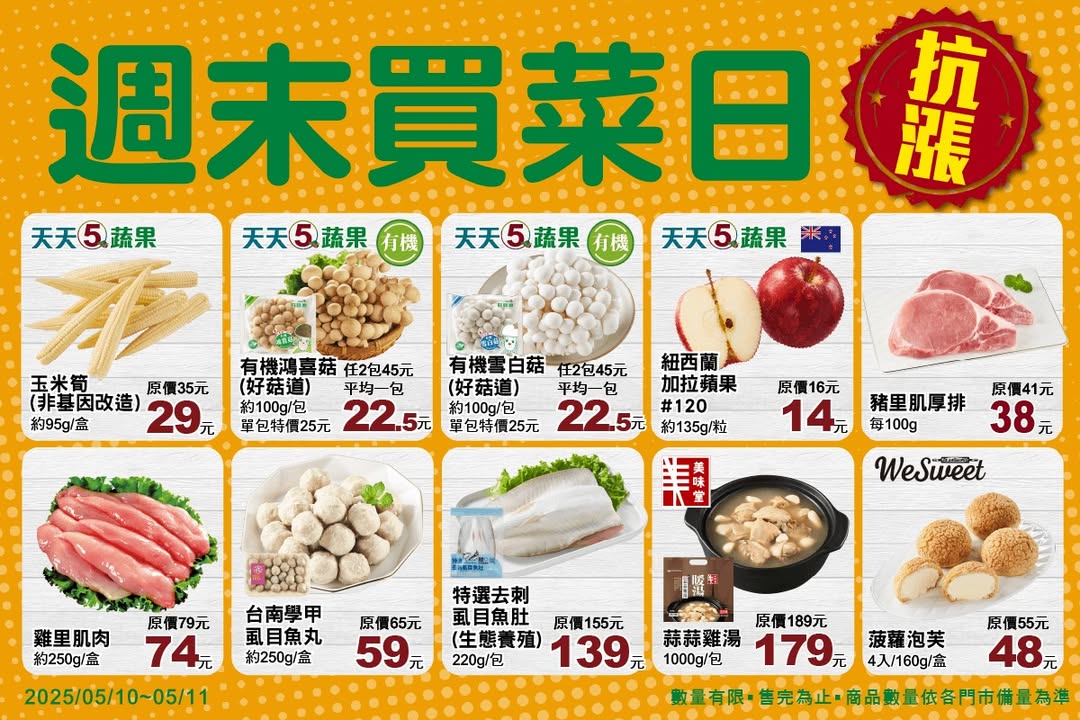 週末買菜日
抗
漲
天天5蔬果
玉米筍
(非基因改造)
約95g/盒
原價35元
29元
天天5蔬果
有機
有機鴻喜菇
(好菇道)
約100g/包
單包特價25元
任2包45元
平均一包
22.5元
天天5蔬果
有機
有機雪白菇
(好菇道)
約100g/包
單包特價25元
任2包45元
平均一包
22.5元
天天5蔬果
紐西蘭
加拉蘋果
#120
約135g/粒
原價16元
14元
豬里肌厚排
每100g
原價41元
38元
雞里肌肉
約250g/盒
原價79元
74元
台南學甲
虱目魚丸
約250g/盒
原價65元
59元
特選去刺
虱目魚肚
(生態養殖)
220g/包
原價155元
139元
美
美味堂
暖湯
蒜蒜雞湯
1000g/包
原價189元
179元
WeSweet
菠蘿泡芙
4入/160g/盒
原價55元
48元
2025/05/10~05/11
數量有限▪售完為止▪商品數量依各門市備量為準